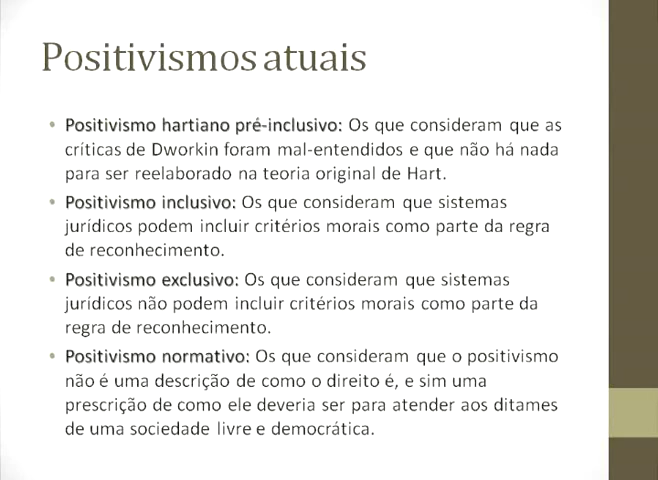 Positivismos atuais
• Positivismo hartiano pré-inclusivo: Os que consideram que as
críticas de Dworkin foram mal-entendidos e que não há nada
para ser reelaborado na teoria original de Hart.
• Positivismo inclusivo: Os que consideram que sistemas
jurídicos podem incluir critérios morais como parte da regra
de reconhecimento.
• Positivismo exclusivo: Os que consideram que sistemas
jurídicos não podem incluir critérios morais como parte da
regra de reconhecimento.
• Positivismo normativo: Os que consideram que o positivismo
não é uma descrição de como o direito é, e sim uma
prescrição de como ele deveria ser para atender aos ditames
de uma sociedade livre e democrática.